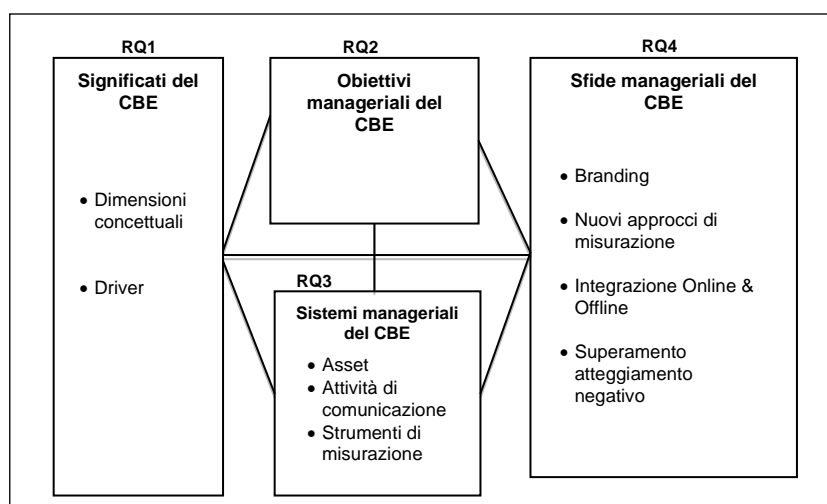 RQ1
Significati del
CBE
• Dimensioni
concettuali
• Driver
RQ2
Obiettivi
manageriali del
CBE
RQ3
Sistemi manageriali
del CBE
• Asset
• Attività di
comunicazione
• Strumenti di
misurazione
RQ4
Sfide manageriali del
CBE
• Branding
• Nuovi approcci di
misurazione
• Integrazione Online &
Offline
• Superamento
atteggiamento
negativo